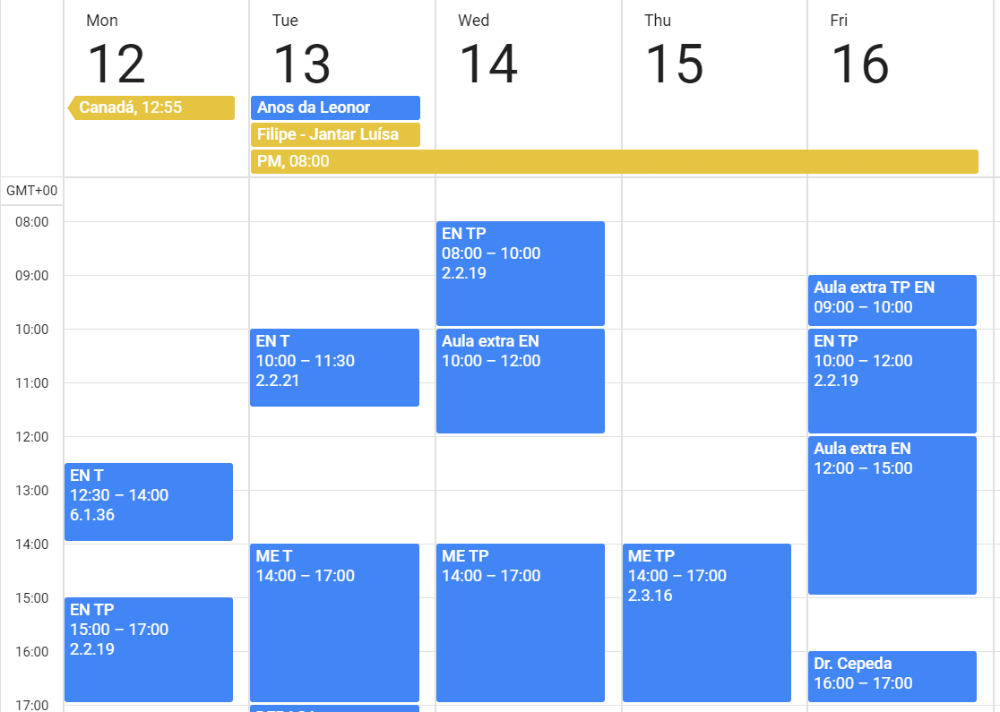 Mon
12
Tue
13
Wed
14
Thu
15
Fri
16
Canadá, 12:55
Anos da Leonor
Filipe - Jantar Luísa
PM, 08:00
GMT+00
08:00
09:00
10:00
11:00
12:00
13:00
14:00
15:00
16:00
17:00
EN T
12:30 – 14:00
6.1.36
EN TP
15:00 – 17:00
2.2.19
EN T
10:00 – 11:30
2.2.21
ME T
14:00 – 17:00
EN TP
08:00 – 10:00
2.2.19
Aula extra EN
10:00 – 12:00
ME TP
14:00 – 17:00
ME TP
14:00 – 17:00
2.3.16
Aula extra TP EN
09:00 – 10:00
EN TP
10:00 – 12:00
2.2.19
Aula extra EN
12:00 – 15:00
Dr. Cepeda
16:00 – 17:00